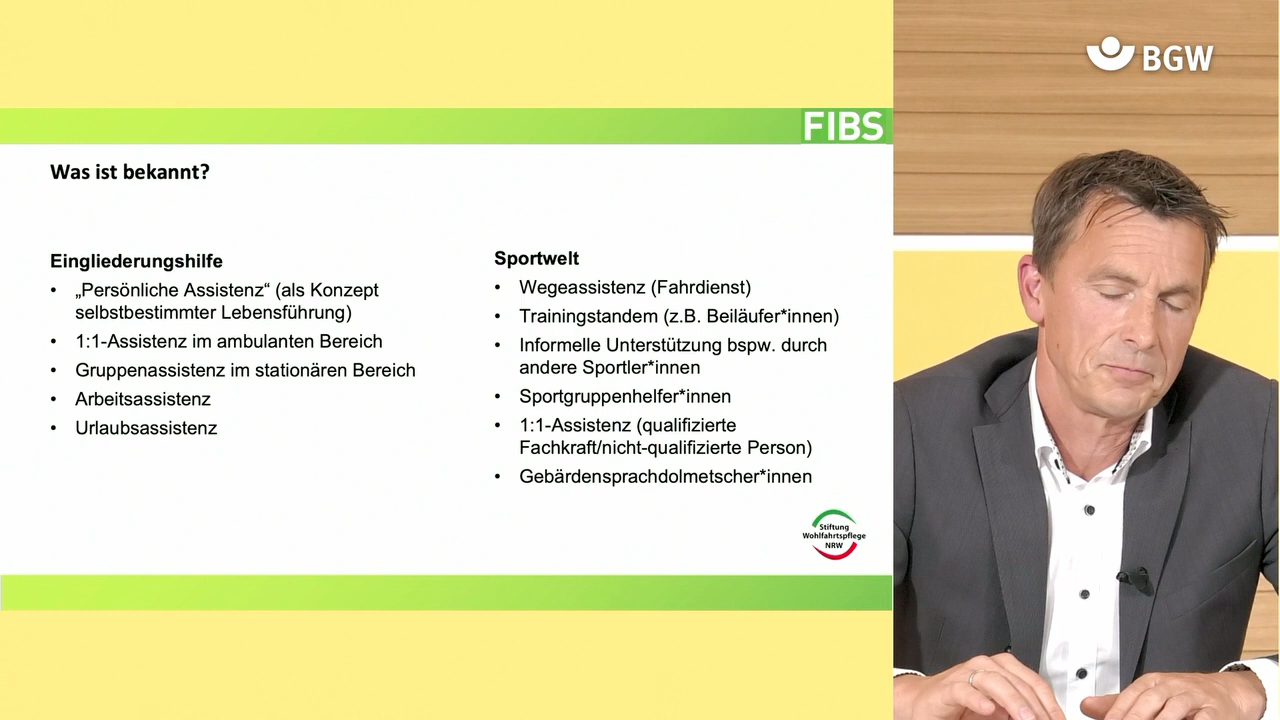 BGW
FIBS
Was ist bekannt?
Eingliederungshilfe
• „Persönliche Assistenz“ (als Konzept
selbstbestimmter Lebensführung)
• 1:1-Assistenz im ambulanten Bereich
• Gruppenassistenz im stationären Bereich
• Arbeitsassistenz
• Urlaubsassistenz
Sportwelt
• Wegeassistenz (Fahrdienst)
• Trainingstandem (z.B. Beiläufer*innen)
• Informelle Unterstützung bspw. durch
andere Sportler*innen
• Sportgruppenhelfer*innen
• 1:1-Assistenz (qualifizierte
Fachkraft/nicht-qualifizierte Person)
• Gebärdensprachdolmetscher*innen
Stiftung
Wohlfahrtspflege
NRW